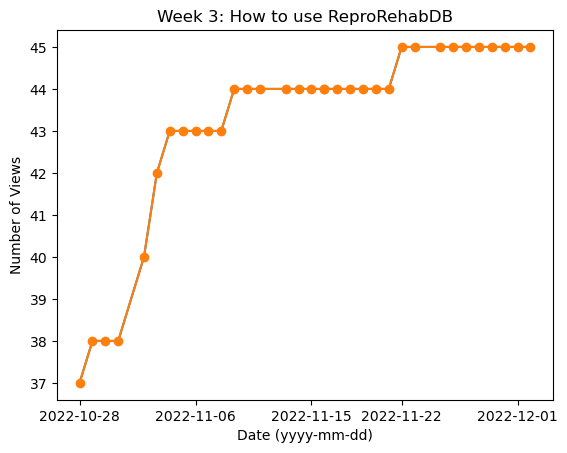 Week 3: How to use ReproRehabDB
Number of Views
45
44
43
42
41
40
39
38
37
2022-10-28 2022-11-06 2022-11-15 2022-11-22 2022-12-01
Date (yyyy-mm-dd)